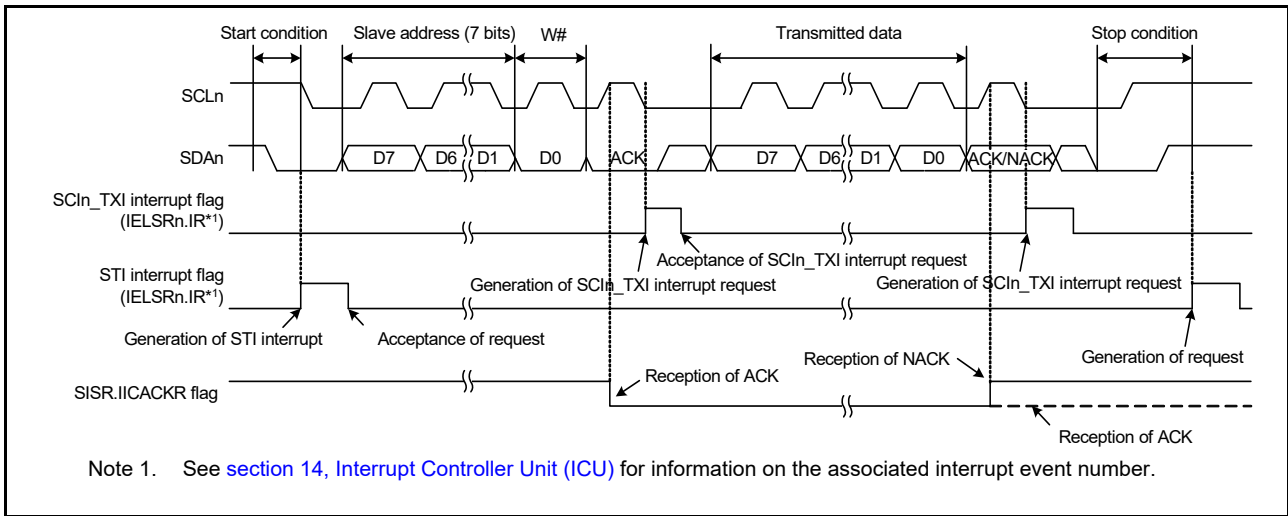 Start condition
Slave address (7 bits)
W#
Transmitted data
Stop condition
SCLn
SDAn
D7
D6
D1
D0
ACK
D7
D6
D1
D0
ACK/NACK
SCIn_TXI interrupt flag
(IELSRn.IR*1)
Acceptance of SCIn_TXI interrupt request
Generation of SCIn_TXI interrupt request
Generation of SCIn_TXI interrupt request
STI interrupt flag
(IELSRn.IR*1)
Generation of STI interrupt
Acceptance of request
Generation of request
Reception of NACK
Reception of ACK
SISR.IICACKR flag
Reception of ACK
Note 1. See section 14, Interrupt Controller Unit (ICU) for information on the associated interrupt event number.